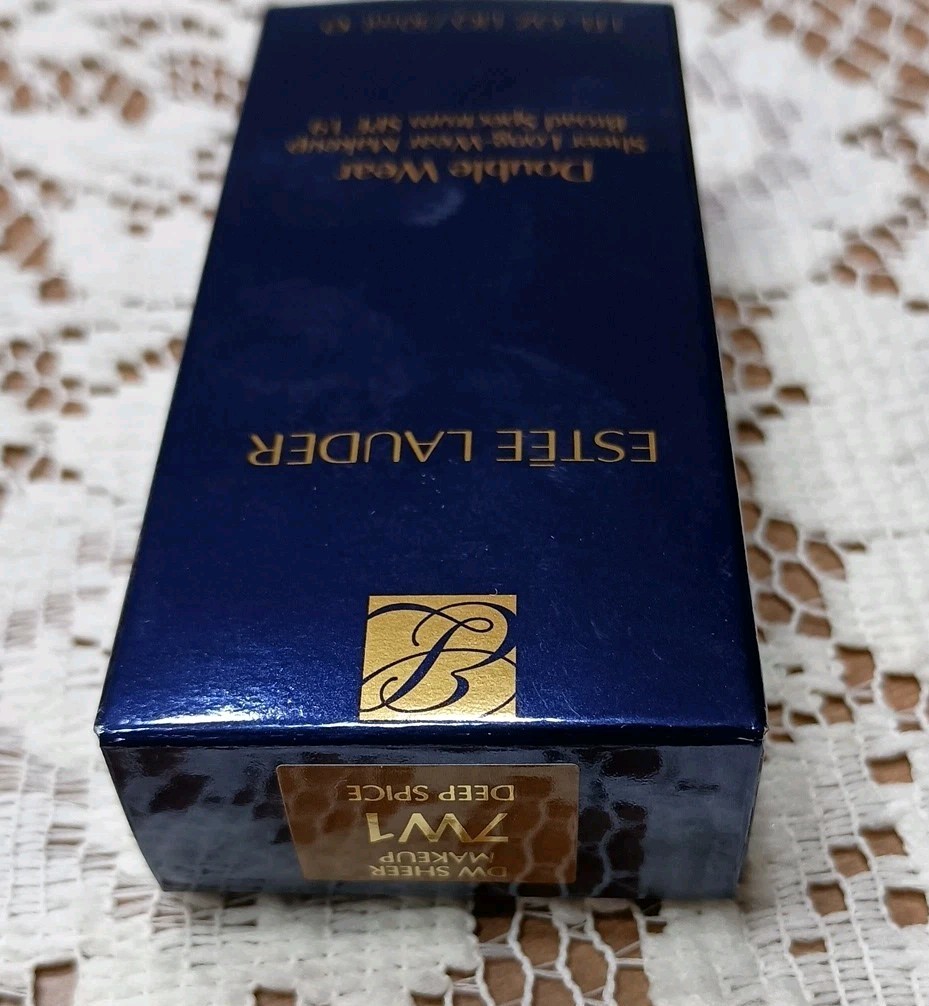 ESTĒE LAUDER
Double Wear
Sheer Long-Wear Makeup
Broad Spectrum SPF 19
DW SHEER
MAKEUP
7W1
DEEP SPICE